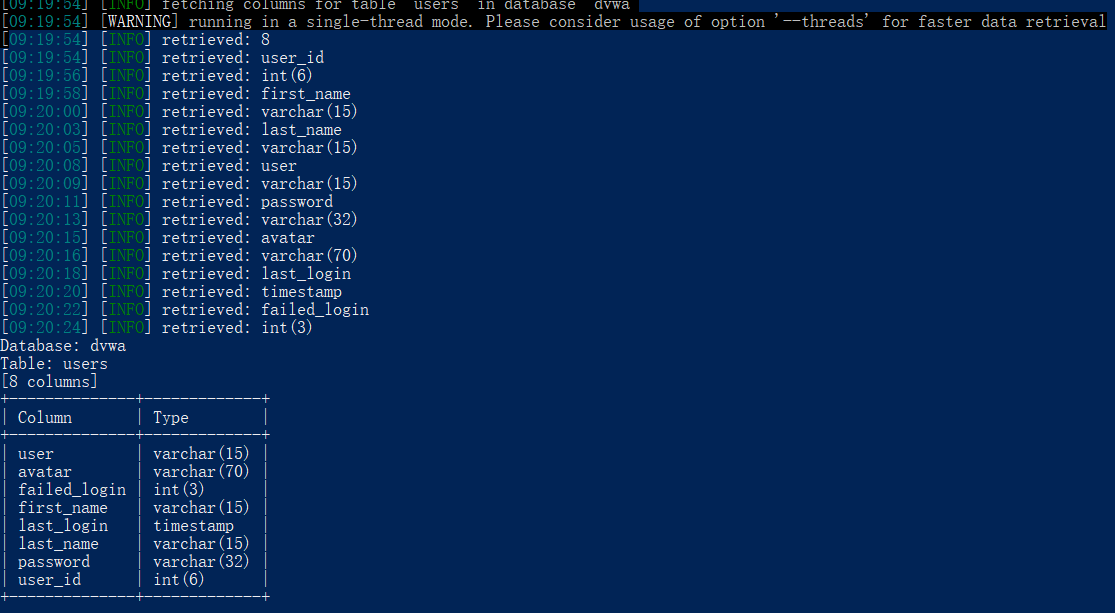 [09:19:54] [INFO] fetching columns for table 'users' in database 'dvwa'
[09:19:54] [WARNING] running in a single-thread mode. Please consider usage of option '--threads' for faster data retrieval
[09:19:54] [INFO] retrieved: 8
[09:19:54] [INFO] retrieved: user_id
[09:19:56] [INFO] retrieved: int(6)
[09:19:58] [INFO] retrieved: first_name
[09:20:00] [INFO] retrieved: varchar(15)
[09:20:03] [INFO] retrieved: last_name
[09:20:05] [INFO] retrieved: varchar(15)
[09:20:08] [INFO] retrieved: user
[09:20:09] [INFO] retrieved: varchar(15)
[09:20:11] [INFO] retrieved: password
[09:20:13] [INFO] retrieved: varchar(32)
[09:20:15] [INFO] retrieved: avatar
[09:20:16] [INFO] retrieved: varchar(70)
[09:20:18] [INFO] retrieved: last_login
[09:20:20] [INFO] retrieved: timestamp
[09:20:22] [INFO] retrieved: failed_login
[09:20:24] [INFO] retrieved: int(3)
Database: dvwa
Table: users
[8 columns]
+--------------+-------------+
| Column       | Type        |
+--------------+-------------+
| user         | varchar(15) |
| avatar       | varchar(70) |
| failed_login | int(3)      |
| first_name   | varchar(15) |
| last_login   | timestamp   |
| last_name    | varchar(15) |
| password     | varchar(32) |
| user_id      | int(6)      |
+--------------+-------------+